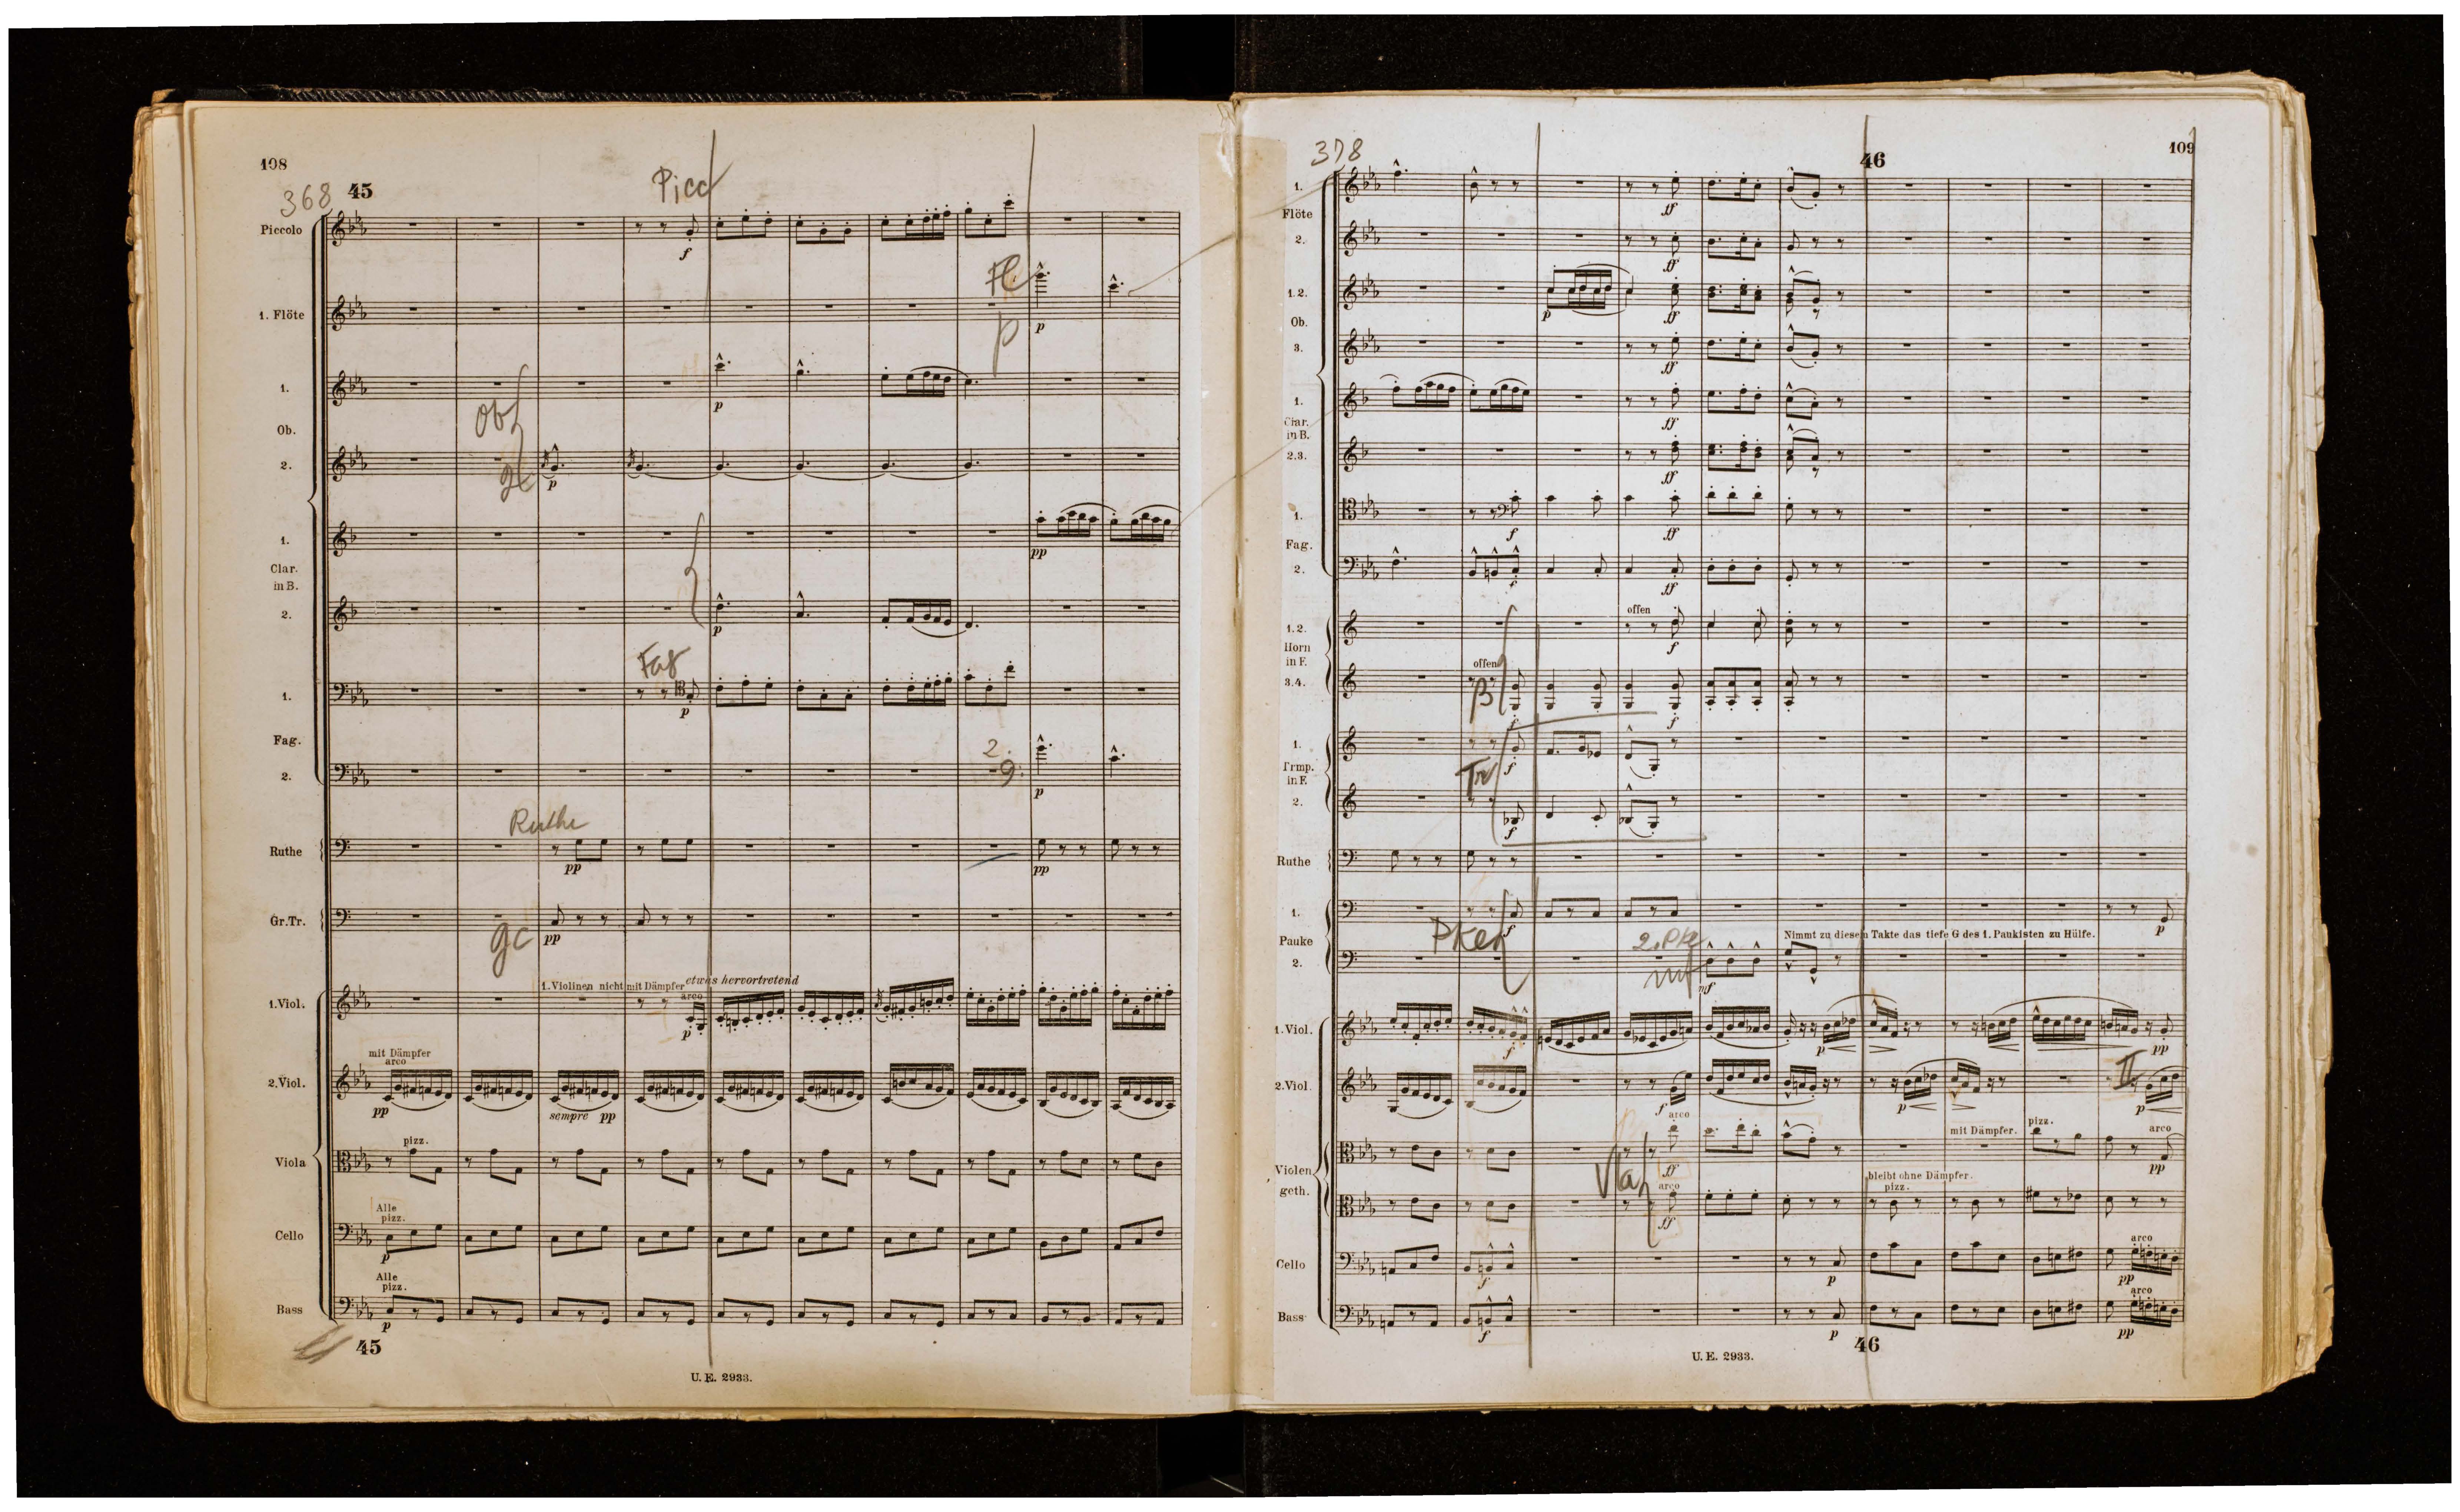 108
368
45
Picc
Piccolo
f
Fl
1. Flöte
p
p
1.
p
Ob
Ob.
2.
p
1.
pp
Clar.
in B.
2.
p
Fag
1.
p
Fag.
2.
2.
p
Ruthe
Ruthe
pp
pp
Gr.Tr.
gc
pp
1. Violinen nicht mit Dämpfer
etwas hervortretend
arco
1.Viol.
p
mit Dämpfer
arco
2.Viol.
pp
sempre pp
pizz.
Viola
Alle
pizz.
Cello
p
Alle
pizz.
Bass
p
45
U. E. 2933.
378
46
109
1.
ff
Flöte
2.
ff
1. 2.
p
ff
Ob.
3.
ff
1.
ff
Clar.
in B.
2.3.
ff
1.
f
ff
Fag.
2.
f
ff
offen
1. 2.
f
Horn
in F.
offen
3.4.
f
f
1.
f
Trmp.
in F.
Tr
2.
f
Ruthe
1.
f
p
Pken
Pauke
2. Pk
Nimmt zu diesem Takte das tiefe G des 1. Paukisten zu Hülfe.
2.
mf
mf
1.Viol.
f
p
pp
II
2.Viol.
f
p
p
arco
mit Dämpfer.
pizz.
arco
Violen
geth.
Vla
ff
pp
arco
bleibt ohne Dämpfer.
pizz.
ff
arco
Cello
f
p
pp
arco
Bass
f
p
pp
46
U. E. 2933.